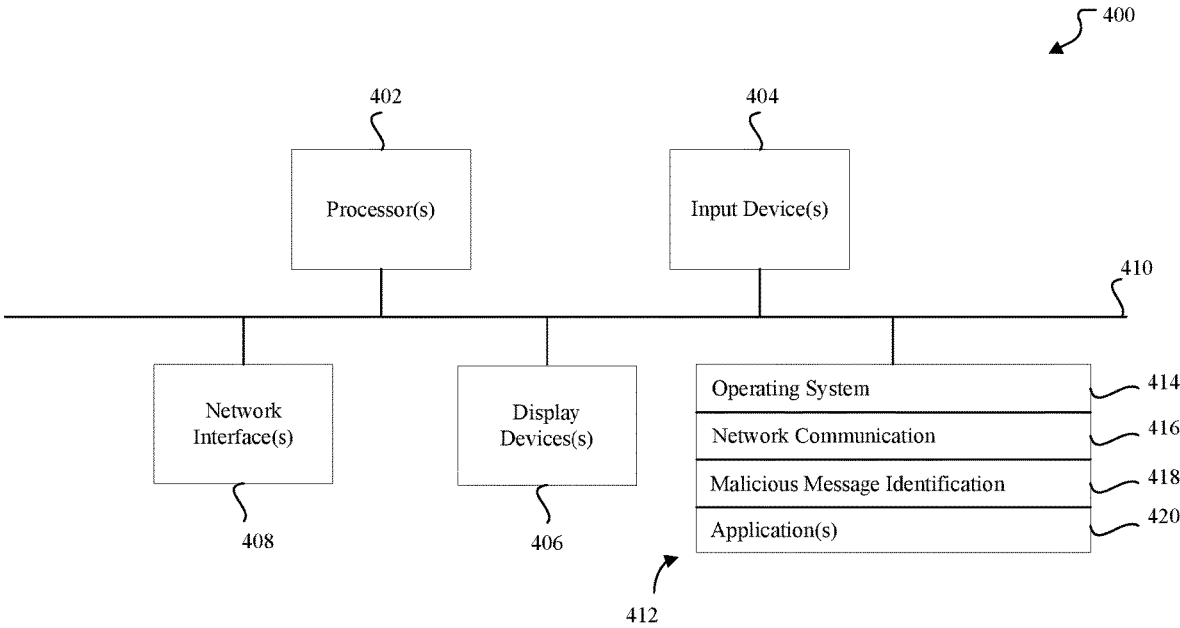 400
402
404
Processor(s)
Input Device(s)
410
Network
Interface(s)
Display
Devices(s)
Operating System
414
Network Communication
416
Malicious Message Identification
418
Application(s)
420
408
406
412